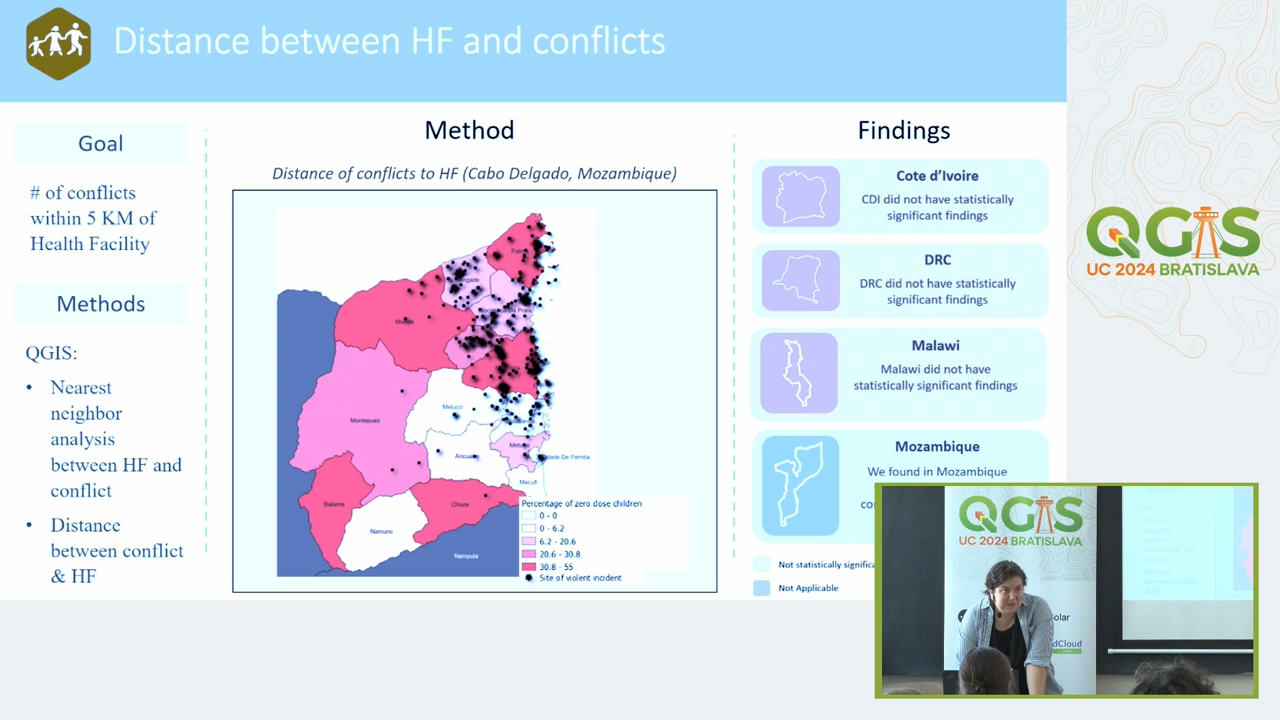 Distance between HF and conflicts
Goal
# of conflicts
within 5 KM of
Health Facility
Methods
QGIS:
• Nearest
neighbor
analysis
between HF and
conflict
• Distance
between conflict
& HF
Method
Distance of conflicts to HF (Cabo Delgado, Mozambique)
Montepuez
Meluco
Balama
Chiure
Namuno
Macufi
Nampula
Percentage of zero dose children
0 - 0
0 - 6.2
6.2 - 20.6
20.6 - 30.8
30.8 - 55
Site of violent incident
Findings
Cote d'Ivoire
CDI did not have statistically
significant findings
DRC
DRC did not have statistically
significant findings
Malawi
Malawi did not have
statistically significant findings
Mozambique
We found in Mozambique
Not statistically
Not Applicable
QGIS
UC 2024 BRATISLAVA
QGIS
UC 2024 BRATISLAVA